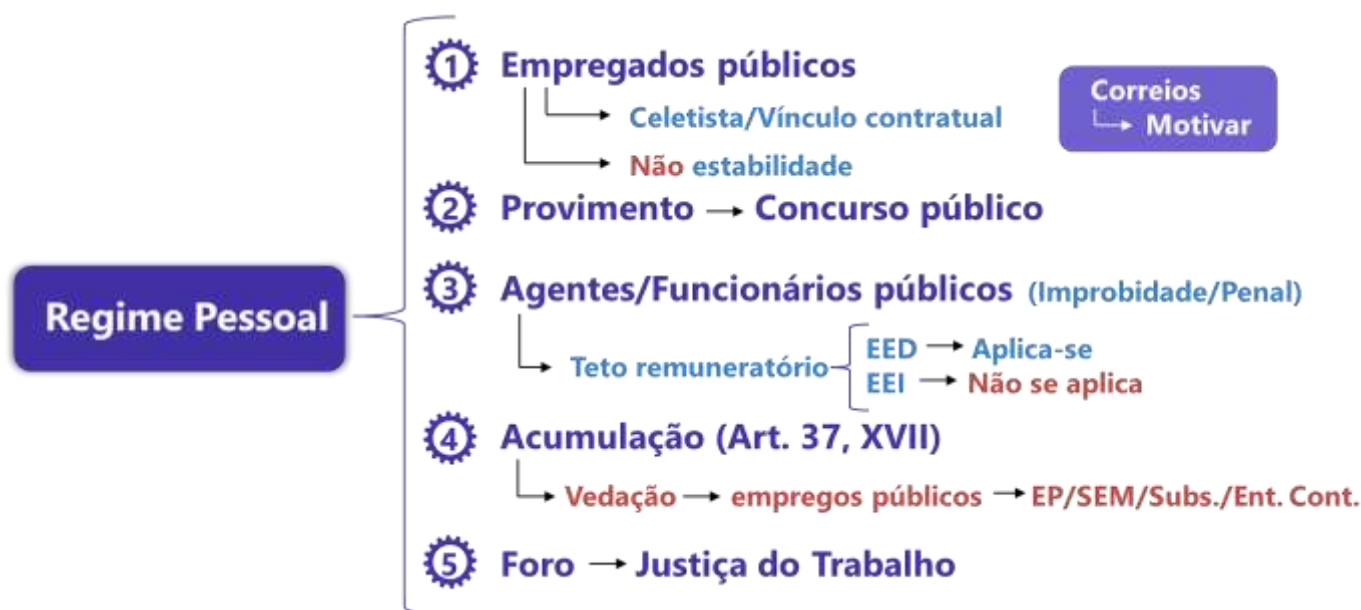 Regime Pessoal
1 Empregados públicos
Celetista/Vínculo contratual
Não estabilidade
Correios
Motivar
2 Provimento → Concurso público
3 Agentes/Funcionários públicos (Improbidade/Penal)
Teto remuneratório
EED → Aplica-se
EEI → Não se aplica
4 Acumulação (Art. 37, XVII)
Vedação → empregos públicos → EP/SEM/Subs./Ent. Cont.
5 Foro → Justiça do Trabalho